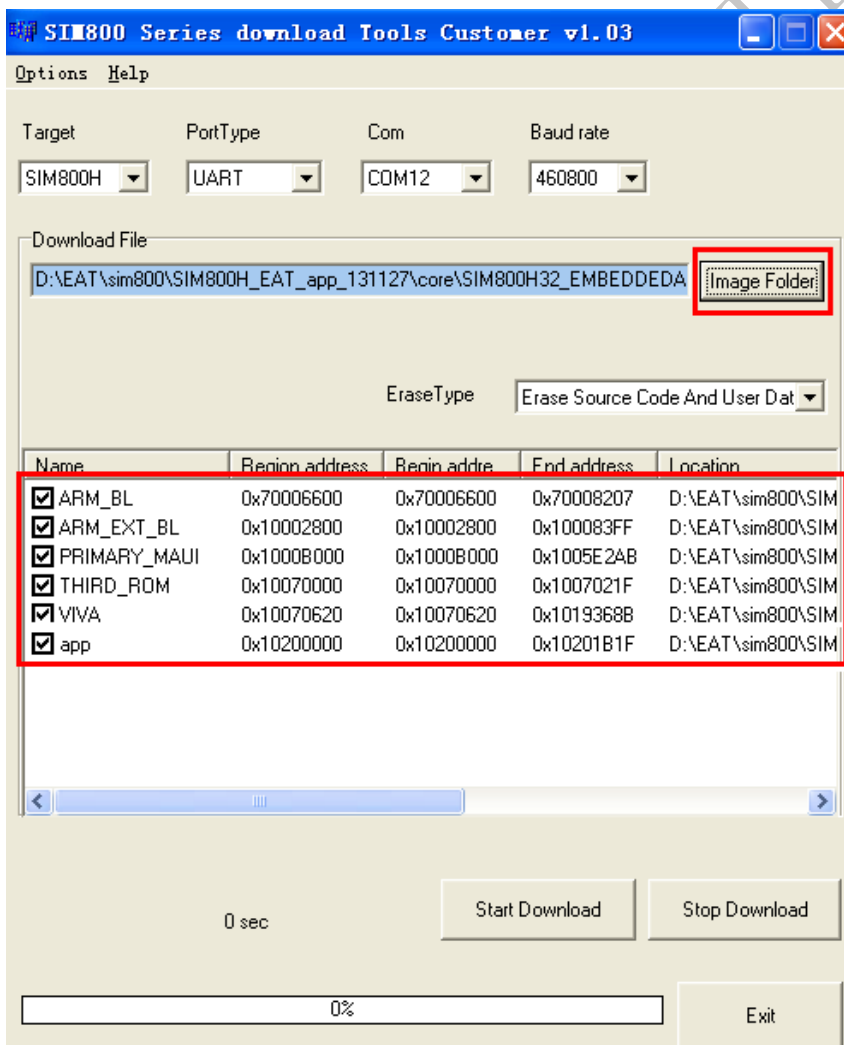 SIM800 Series download Tools Customer v1.03
Options Help
Target PortType Com Baud rate
SIM800H UART COM12 460800
Download File
D:\EAT\sim800\SIM800H_EAT_app_131127\core\SIM800H32_EMBEDDEDA Image Folder
EraseType Erase Source Code And User Dat
Name Region address Begin addre End address Location
ARM_BL 0x70006600 0x70006600 0x70008207 D:\EAT\sim800\SIM
ARM_EXT_BL 0x10002800 0x10002800 0x100083FF D:\EAT\sim800\SIM
PRIMARY_MAUI 0x1000B000 0x1000B000 0x1005E2AB D:\EAT\sim800\SIM
THIRD_ROM 0x10070000 0x10070000 0x1007021F D:\EAT\sim800\SIM
VIVA 0x10070620 0x10070620 0x1019368B D:\EAT\sim800\SIM
app 0x10200000 0x10200000 0x10201B1F D:\EAT\sim800\SIM
0 sec Start Download Stop Download
0% Exit